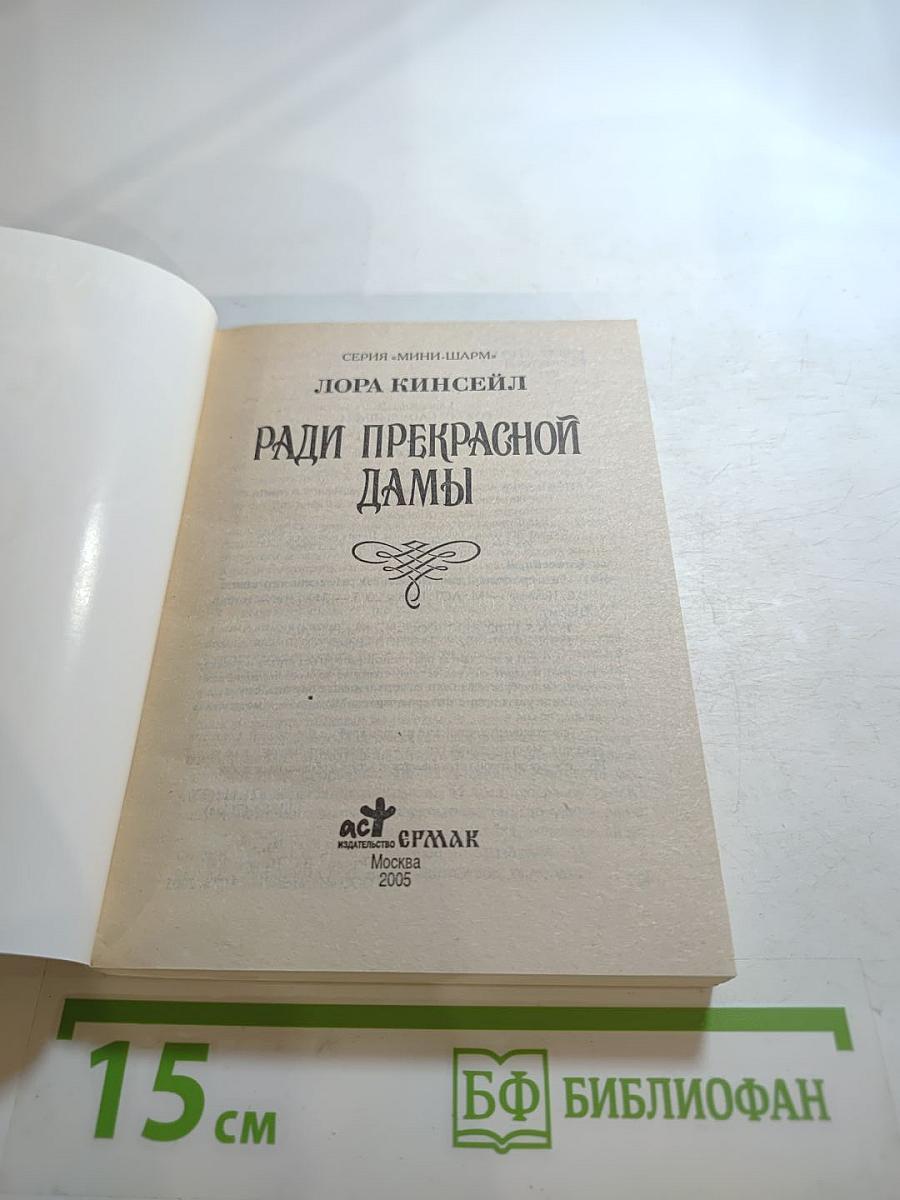 СЕРИЯ «МИНИ-ШАРМ»
ЛОРА КИНСЕЙЛ
РАДИ ПРЕКРАСНОЙ
ДАМЫ
аст
ИЗДАТЕЛЬСТВО ЕРМАК
Москва
2005
15 см
БФ БИБЛИОФАН